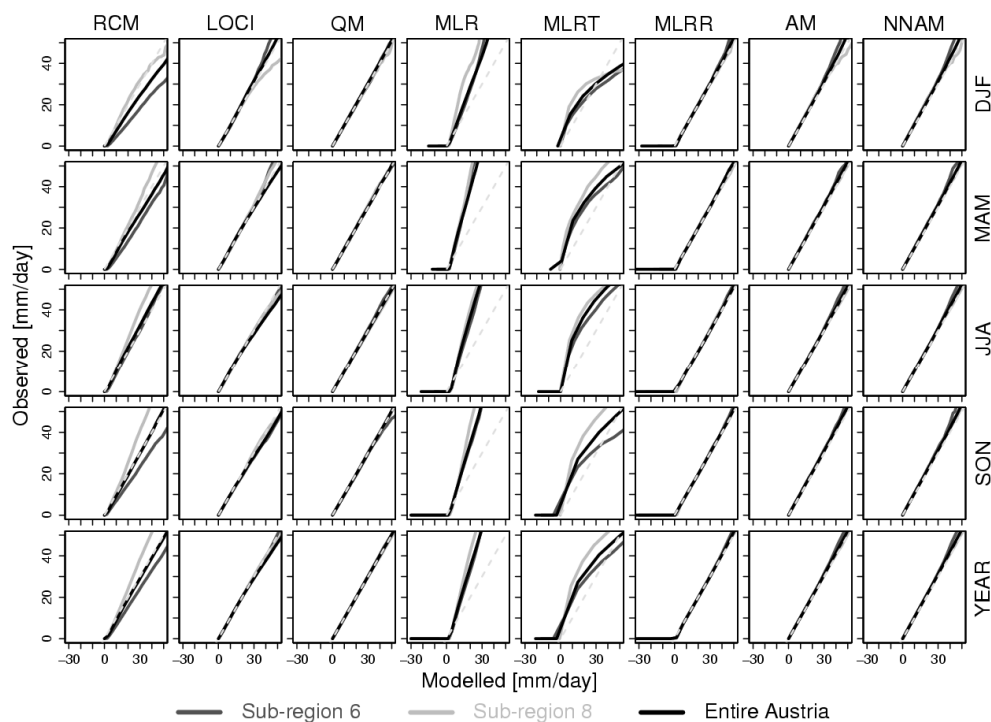 RCM LOCI QM MLR MLRT MLRR AM NNAM
40
20
0
DJF
40
20
0
MAM
40
20
0
JJA
40
20
0
SON
40
20
0
YEAR
Observed [mm/day]
−30 0 30 −30 0 30 −30 0 30 −30 0 30 −30 0 30 −30 0 30 −30 0 30 −30 0 30
Modelled [mm/day]
Sub-region 6 Sub-region 8 Entire Austria